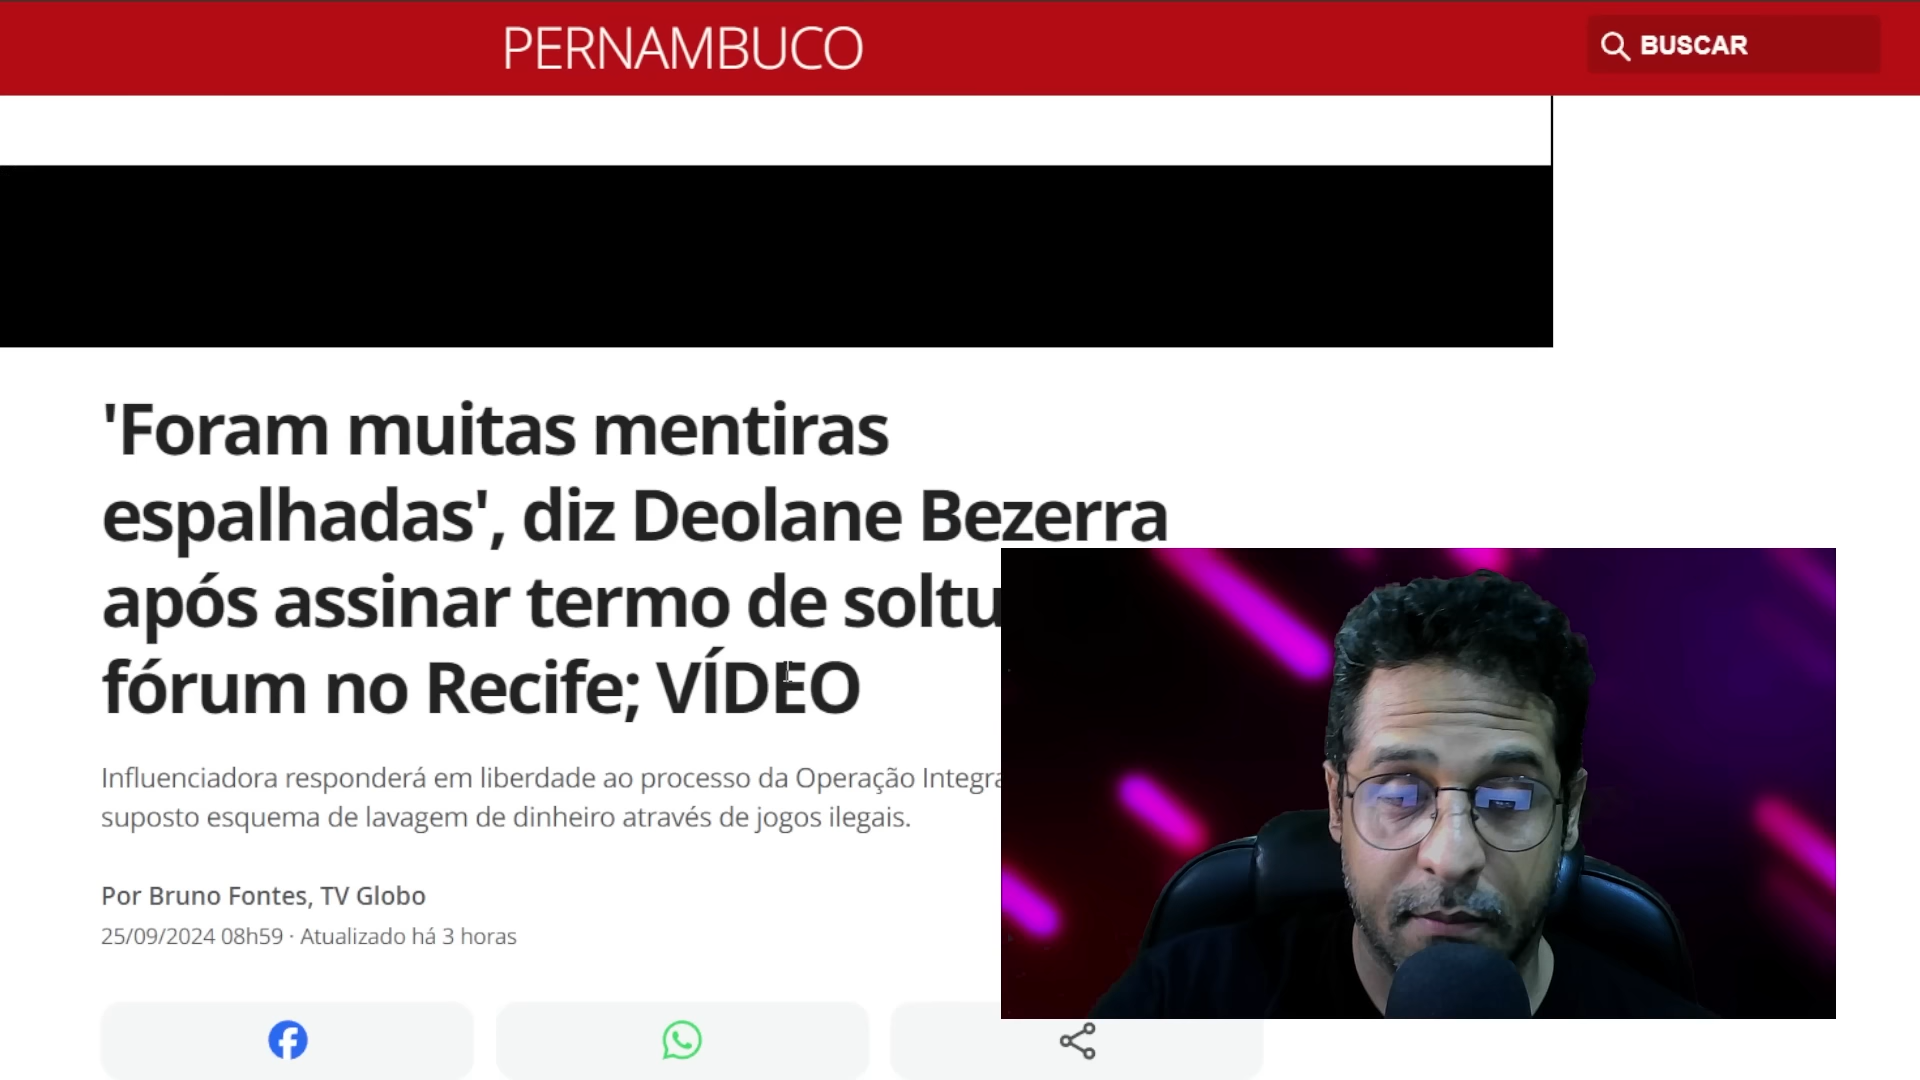 PERNAMBUCO
BUSCAR
'Foram muitas mentiras
espalhadas', diz Deolane Bezerra
após assinar termo de
fórum no Recife; VÍDEO
Influenciadora responderá em liberdade ao processo da Operação
suposto esquema de lavagem de dinheiro através de jogos ilegais.
Por Bruno Fontes, TV Globo
25/09/2024 08h59 · Atualizado há 3 horas